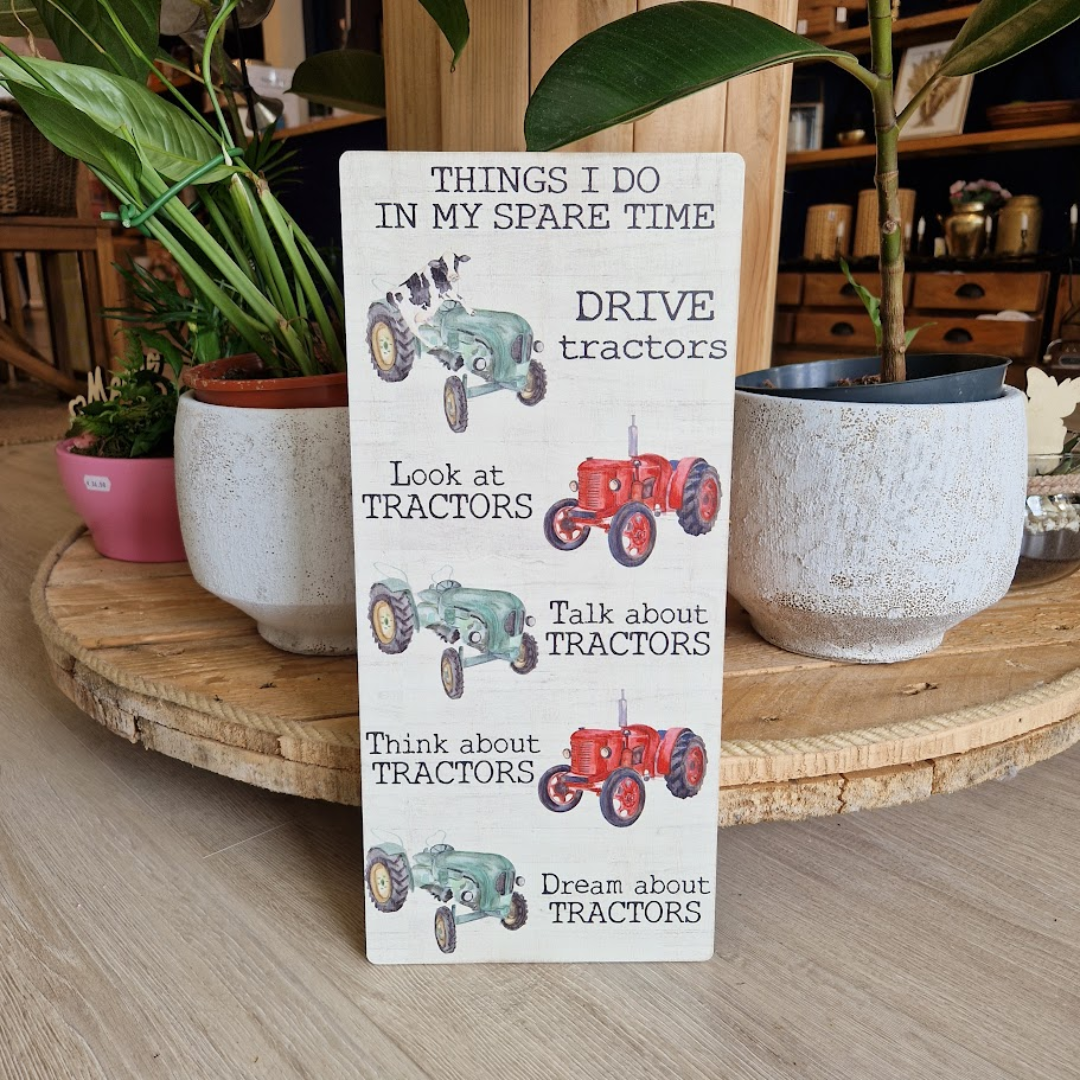 THINGS I DO
IN MY SPARE TIME
DRIVE
tractors
Look at
TRACTORS
Talk about
TRACTORS
Think about
TRACTORS
Dream about
TRACTORS